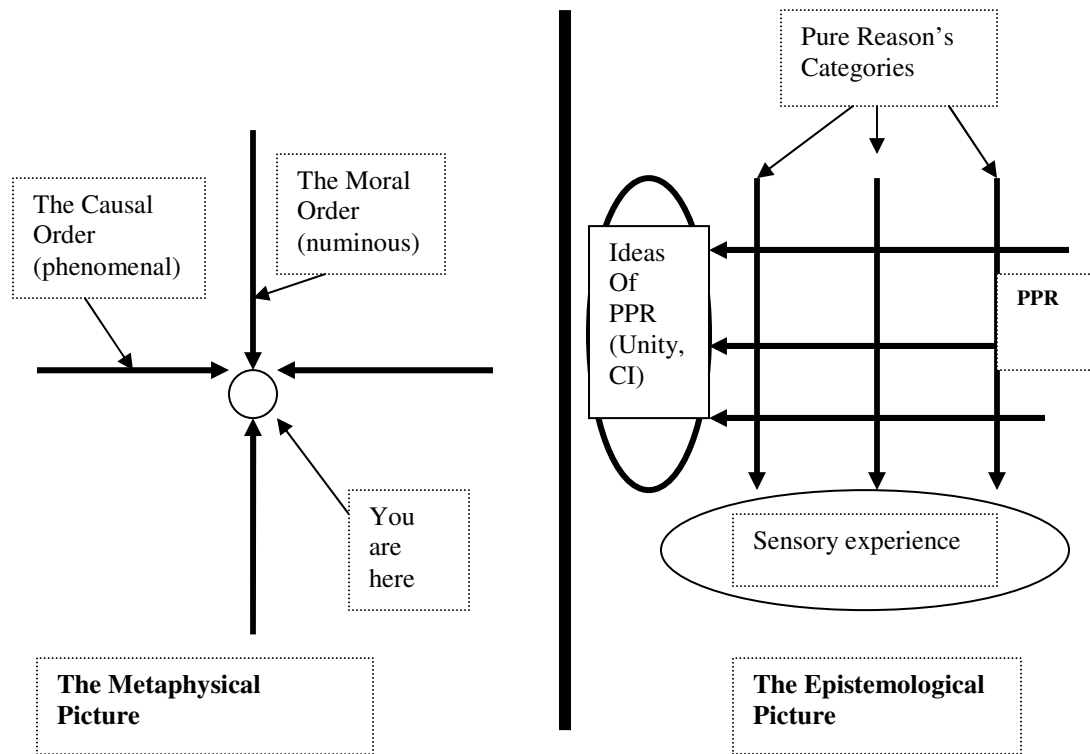 The Causal
Order
(phenomenal)
The Moral
Order
(numinous)
You
are
here
The Metaphysical
Picture
Pure Reason’s
Categories
Ideas
Of
PPR
(Unity,
CI)
PPR
Sensory experience
The Epistemological
Picture